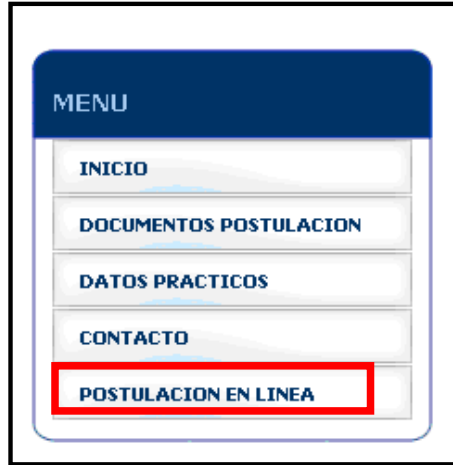 MENU
INICIO
DOCUMENTOS POSTULACION
DATOS PRACTICOS
CONTACTO
POSTULACION EN LINEA